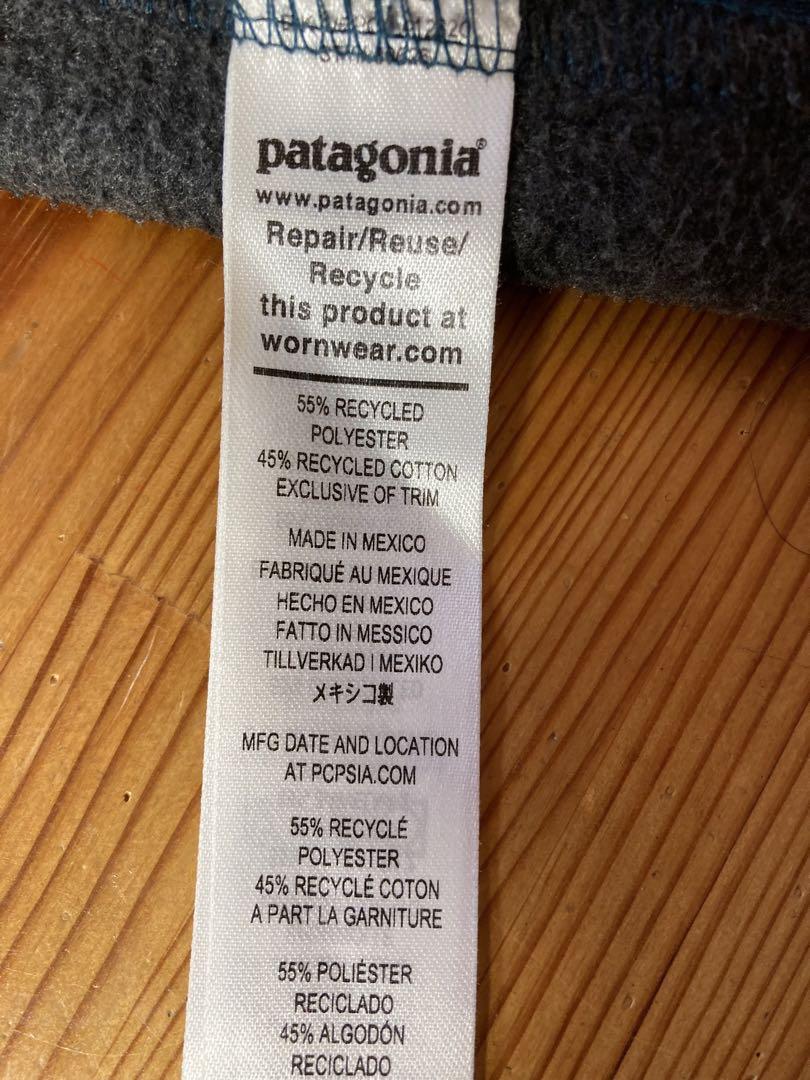 patagonia®
www.patagonia.com
Repair/Reuse/
Recycle
this product at
wornwear.com
55% RECYCLED
POLYESTER
45% RECYCLED COTTON
EXCLUSIVE OF TRIM
MADE IN MEXICO
FABRIQUÉ AU MEXIQUE
HECHO EN MEXICO
FATTO IN MESSICO
TILLVERKAD I MEXIKO
メキシコ製
MFG DATE AND LOCATION
AT PCPSIA.COM
55% RECYCLÉ
POLYESTER
45% RECYCLÉ COTON
A PART LA GARNITURE
55% POLIÉSTER
RECICLADO
45% ALGODÓN
RECICLADO